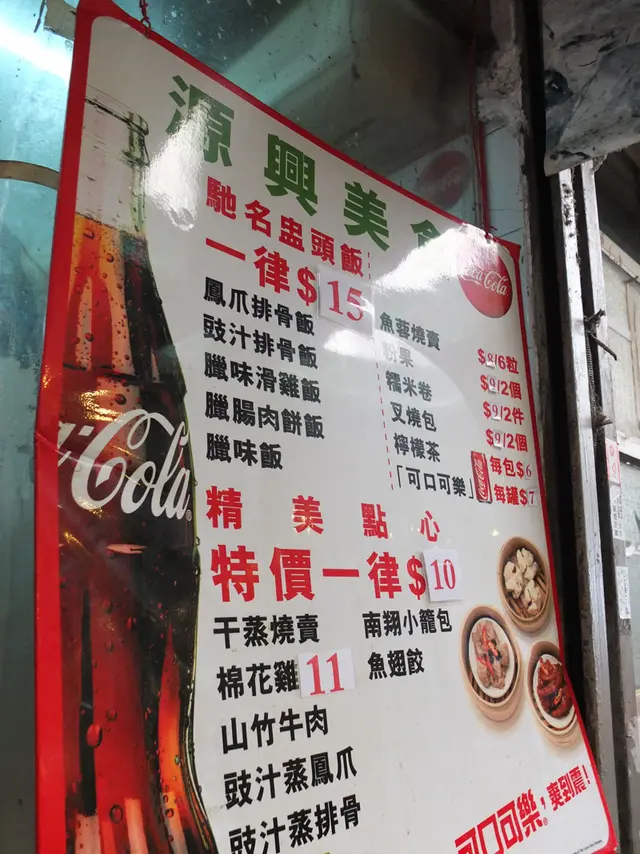 源興美食
馳名盅頭飯
一律$15
鳳爪排骨飯
豉汁排骨飯
臘味滑雞飯
臘腸肉餅飯
臘味飯
魚蓉燒賣 $8/6粒
粉果 $9/2個
糯米卷 $9/2件
叉燒包 $9/2個
檸檬茶 每包$6
「可口可樂」 每罐$7
Coca-Cola
精美點心
特價一律$10
干蒸燒賣
棉花雞 11
山竹牛肉
豉汁蒸鳳爪
豉汁蒸排骨
南翔小籠包
魚翅餃
Cola
可口可樂,爽到震!